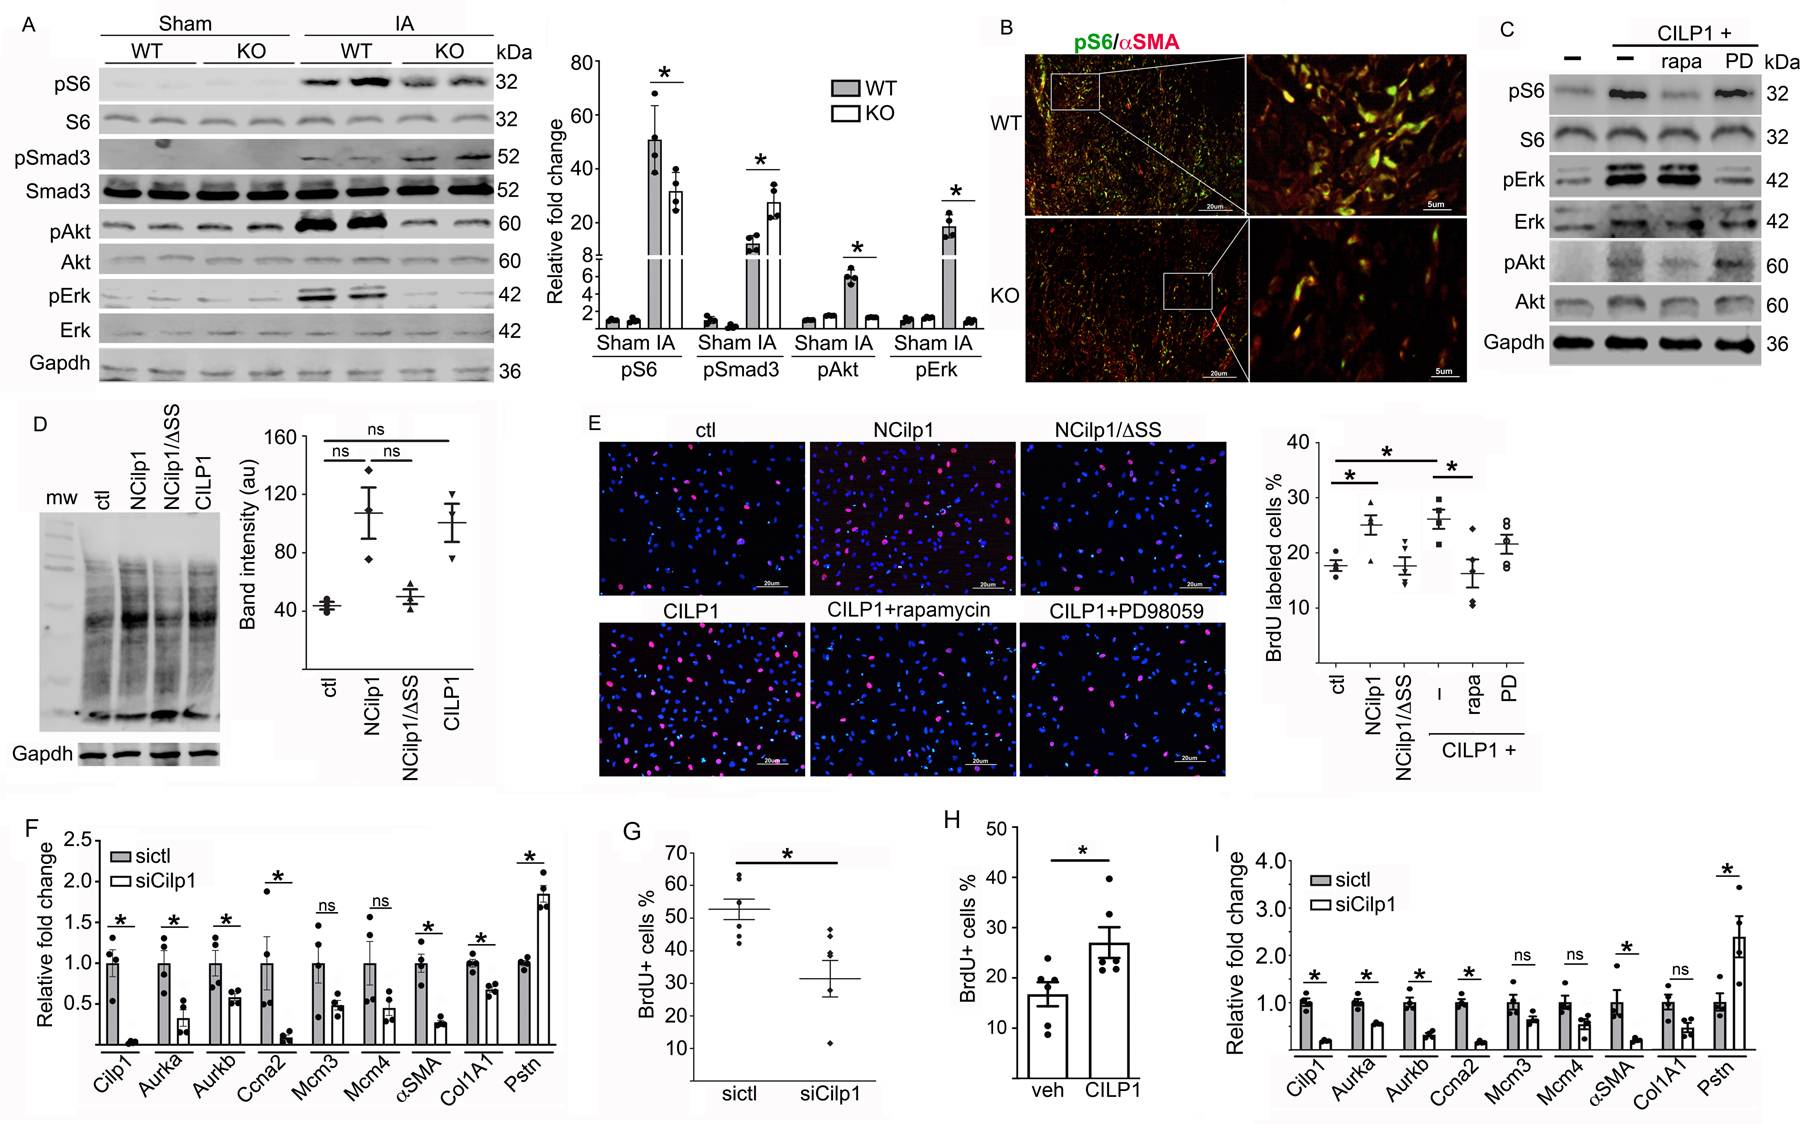 A
Sham IA
WT KO WT KO kDa
pS6 32
S6 32
pSmad3 52
Smad3 52
pAkt 60
Akt 60
pErk 42
Erk 42
Gapdh 36
Relative fold change
80
60
40
20
8
6
4
2
* * * *
WT
KO
Sham IA Sham IA Sham IA Sham IA
pS6 pSmad3 pAkt pErk
B
pS6/αSMA
WT
20um
5um
KO
20um
5um
C
CILP1 +
– – rapa PD kDa
pS6 32
S6 32
pErk 42
Erk 42
pAkt 60
Akt 60
Gapdh 36
D
mw ctl NCilp1 NCilp1/ΔSS CILP1
Gapdh
Band intensity (au)
160
120
80
40
ns
ns ns
ctl NCilp1 NCilp1/ΔSS CILP1
E
ctl NCilp1 NCilp1/ΔSS
20um 20um 20um
CILP1 CILP1+rapamycin CILP1+PD98059
20um 20um 20um
BrdU labeled cells %
40
30
20
10
* * *
ctl NCilp1 NCilp1/ΔSS – rapa PD
CILP1 +
F
Relative fold change
2.5
2.0
1.5
1.0
0.5
sictl
siCilp1
* * * * ns ns * * *
Cilp1 Aurka Aurkb Ccna2 Mcm3 Mcm4 αSMA Col1A1 Pstn
G
BrdU+ cells %
70
60
50
40
30
20
10
*
sictl siCilp1
H
BrdU+ cells %
50
40
30
20
10
*
veh CILP1
I
Relative fold change
4.0
3.0
2.0
1.0
sictl
siCilp1
* * * * ns ns * ns *
Cilp1 Aurka Aurkb Ccna2 Mcm3 Mcm4 αSMA Col1A1 Pstn